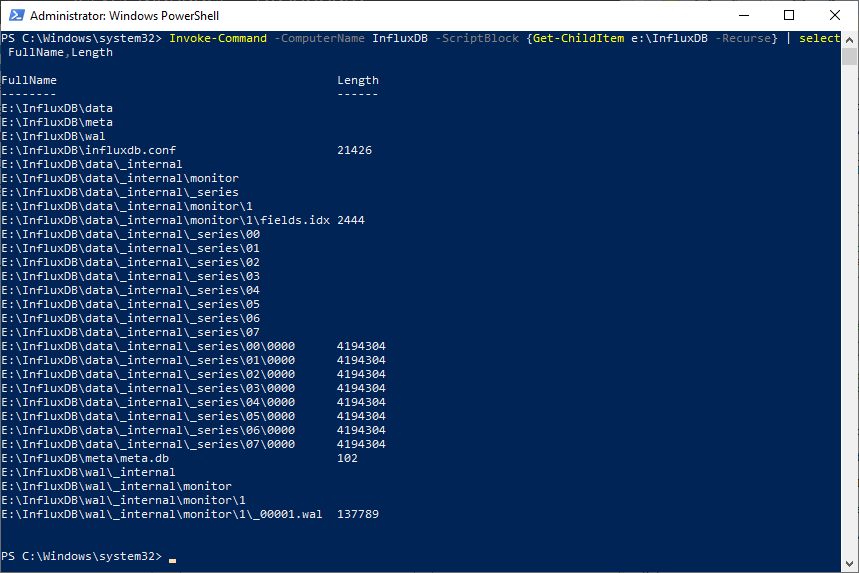 Administrator: Windows PowerShell
PS C:\Windows\system32> Invoke-Command -ComputerName InfluxDB -ScriptBlock {Get-ChildItem e:\InfluxDB -Recurse} | select
 FullName,Length
FullName                                        Length
--------                                        ------
E:\InfluxDB\data
E:\InfluxDB\meta
E:\InfluxDB\wal
E:\InfluxDB\influxdb.conf                       21426
E:\InfluxDB\data\_internal
E:\InfluxDB\data\_internal\monitor
E:\InfluxDB\data\_internal\_series
E:\InfluxDB\data\_internal\monitor\1
E:\InfluxDB\data\_internal\monitor\1\fields.idx 2444
E:\InfluxDB\data\_internal\_series\00
E:\InfluxDB\data\_internal\_series\01
E:\InfluxDB\data\_internal\_series\02
E:\InfluxDB\data\_internal\_series\03
E:\InfluxDB\data\_internal\_series\04
E:\InfluxDB\data\_internal\_series\05
E:\InfluxDB\data\_internal\_series\06
E:\InfluxDB\data\_internal\_series\07
E:\InfluxDB\data\_internal\_series\00\0000      4194304
E:\InfluxDB\data\_internal\_series\01\0000      4194304
E:\InfluxDB\data\_internal\_series\02\0000      4194304
E:\InfluxDB\data\_internal\_series\03\0000      4194304
E:\InfluxDB\data\_internal\_series\04\0000      4194304
E:\InfluxDB\data\_internal\_series\05\0000      4194304
E:\InfluxDB\data\_internal\_series\06\0000      4194304
E:\InfluxDB\data\_internal\_series\07\0000      4194304
E:\InfluxDB\meta\meta.db                        102
E:\InfluxDB\wal\_internal
E:\InfluxDB\wal\_internal\monitor
E:\InfluxDB\wal\_internal\monitor\1
E:\InfluxDB\wal\_internal\monitor\1\_00001.wal  137789
PS C:\Windows\system32>